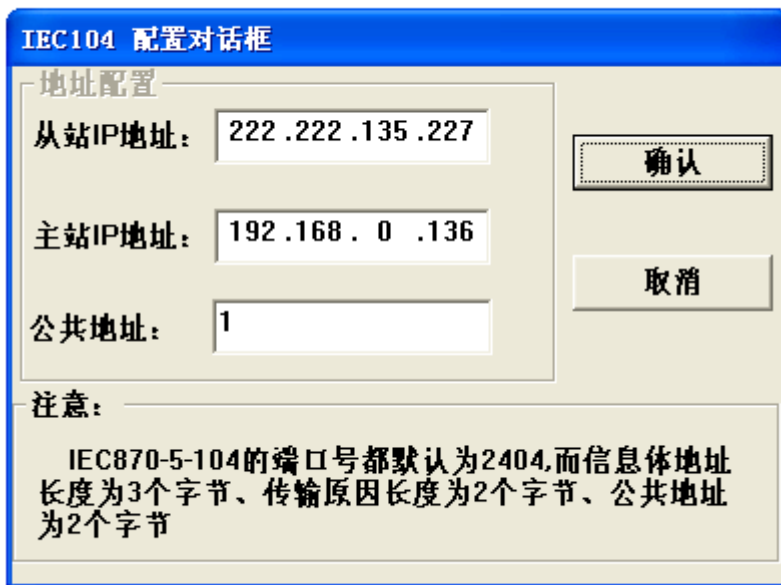 IEC104 配置对话框
地址配置
从站IP地址: 222 .222 .135 .227
确认
主站IP地址: 192 .168 . 0 .136
取消
公共地址: 1
注意:
IEC870-5-104的端口号都默认为2404,而信息体地址
长度为3个字节、传输原因长度为2个字节、公共地址
为2个字节